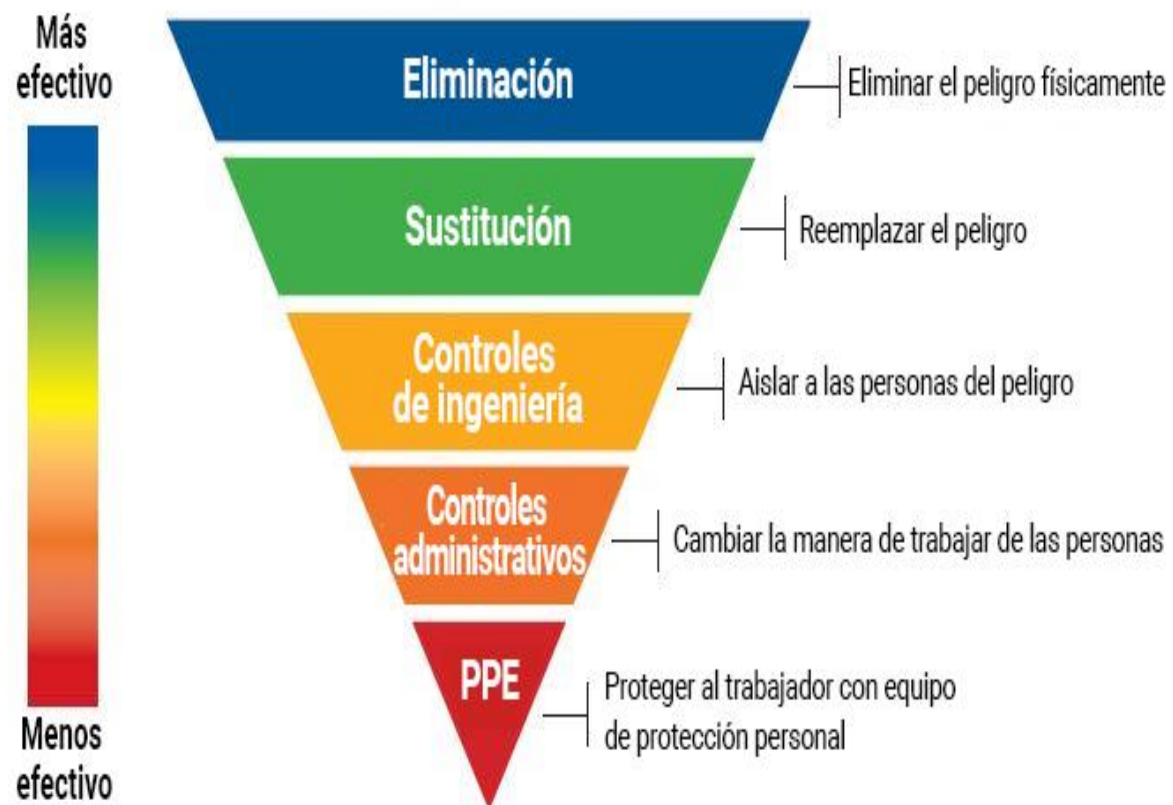 Más
efectivo
Eliminación
Eliminar el peligro físicamente
Sustitución
Reemplazar el peligro
Controles
de ingeniería
Aislar a las personas del peligro
Controles
administrativos
Cambiar la manera de trabajar de las personas
PPE
Proteger al trabajador con equipo
de protección personal
Menos
efectivo